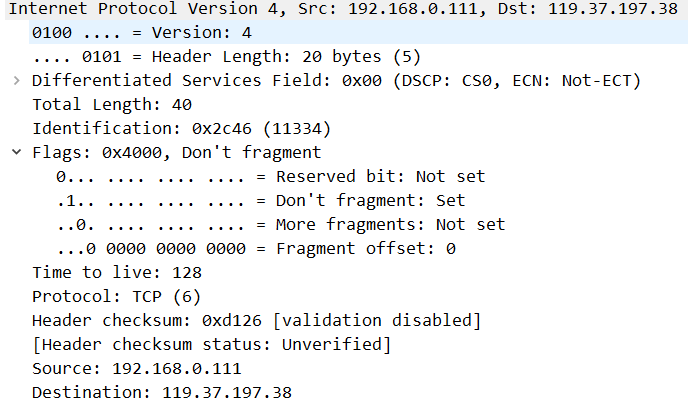 Internet Protocol Version 4, Src: 192.168.0.111, Dst: 119.37.197.38
0100 .... = Version: 4
.... 0101 = Header Length: 20 bytes (5)
Differentiated Services Field: 0x00 (DSCP: CS0, ECN: Not-ECT)
Total Length: 40
Identification: 0x2c46 (11334)
Flags: 0x4000, Don't fragment
0... .... .... .... = Reserved bit: Not set
.1.. .... .... .... = Don't fragment: Set
..0. .... .... .... = More fragments: Not set
...0 0000 0000 0000 = Fragment offset: 0
Time to live: 128
Protocol: TCP (6)
Header checksum: 0xd126 [validation disabled]
[Header checksum status: Unverified]
Source: 192.168.0.111
Destination: 119.37.197.38